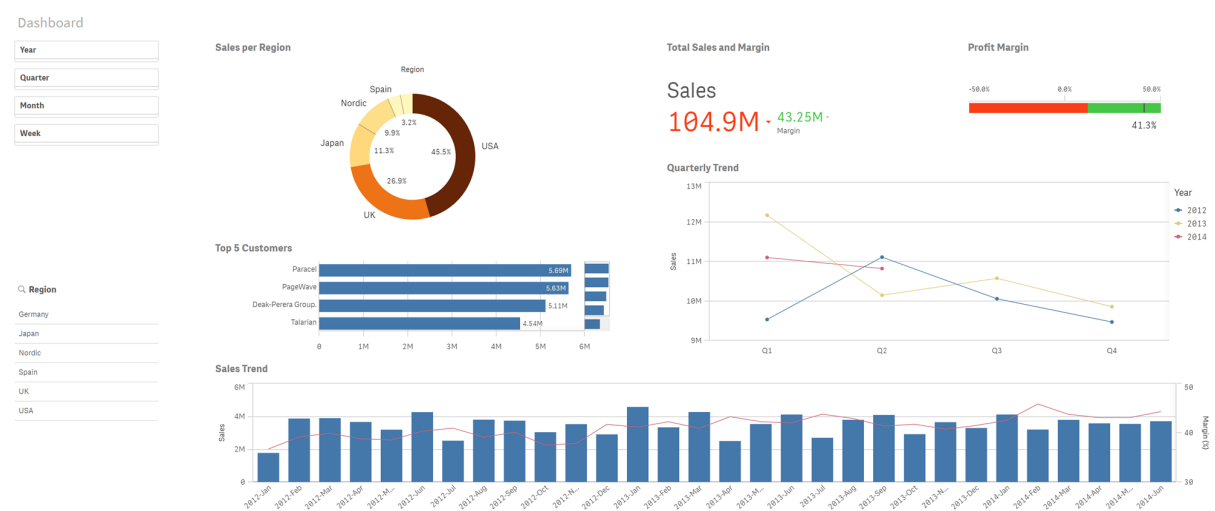 Dashboard
Year
Quarter
Month
Week
Region
Germany
Japan
Nordic
Spain
UK
USA
Sales per Region
Region
Spain
Nordic
Japan
UK
USA
3.2%
9.9%
11.3%
26.9%
45.5%
Top 5 Customers
Paracel
5.69M
PageWave
5.63M
Deak-Perera Group.
5.11M
Talarian
4.54M
0 1M 2M 3M 4M 5M 6M
Total Sales and Margin
Sales
104.9M
43.25M
Margin
Profit Margin
-50.0% 0.0% 50.0%
41.3%
Quarterly Trend
Sales
13M
12M
11M
10M
9M
Q1 Q2 Q3 Q4
Year
2012
2013
2014
Sales Trend
Sales
6M
4M
2M
0
50
40
30
Margin (%)
2012-Jan
2012-Feb
2012-Mar
2012-Apr
2012-M...
2012-Jun
2012-Jul
2012-Aug
2012-Sep
2012-Oct
2012-N...
2012-Dec
2013-Jan
2013-Feb
2013-Mar
2013-Apr
2013-M...
2013-Jun
2013-Jul
2013-Aug
2013-Sep
2013-Oct
2013-N...
2013-Dec
2014-Jan
2014-Feb
2014-Mar
2014-Apr
2014-M...
2014-Jun